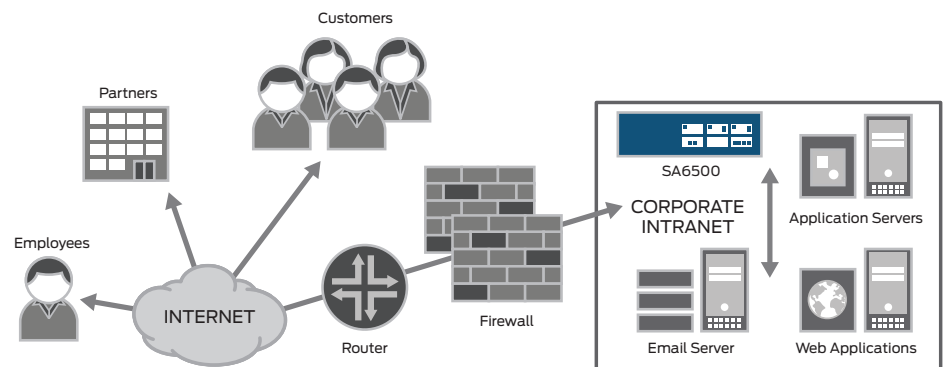 Customers
Partners
Employees
INTERNET
Router
Firewall
SA6500
CORPORATE
INTRANET
Application Servers
Email Server
Web Applications